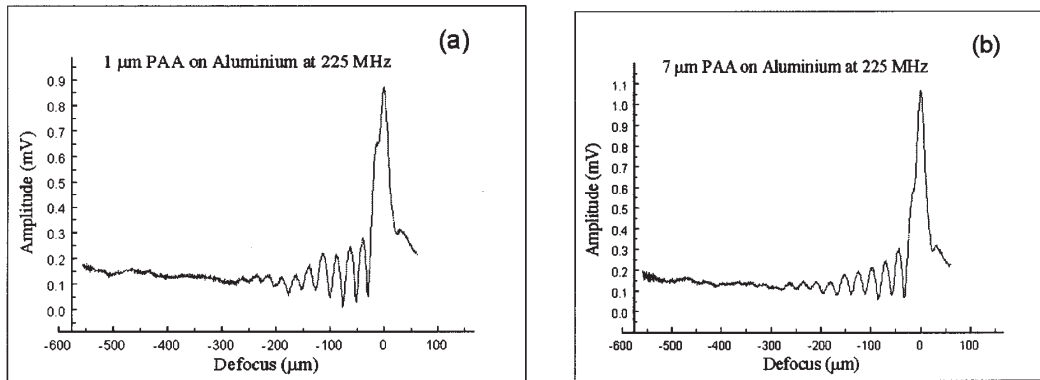 (a)
1 µm PAA on Aluminium at 225 MHz
Amplitude (mV)
0.9
0.8
0.7
0.6
0.5
0.4
0.2
0.2
0.1
0.0
-600 -500 -400 -300 -200 -100 0 100
Defocus (µm)
(b)
7 µm PAA on Aluminium at 225 MHz
Amplitude (mV)
1.1
1.0
0.9
0.8
0.7
0.6
0.5
0.4
0.3
0.2
1.1
0.0
-600 -500 -400 -300 -200 -100 0 100
Defocus (µm)